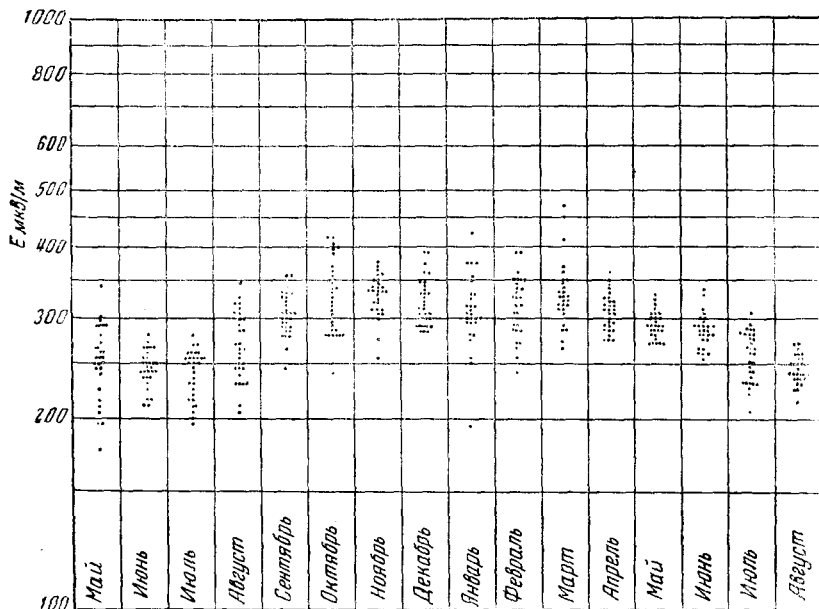 1000
800
600
500
E мкВ/м
400
300
200
100
Май
Июнь
Июль
Август
Сентябрь
Октябрь
Ноябрь
Декабрь
Январь
Февраль
Март
Апрель
Май
Июнь
Июль
Август